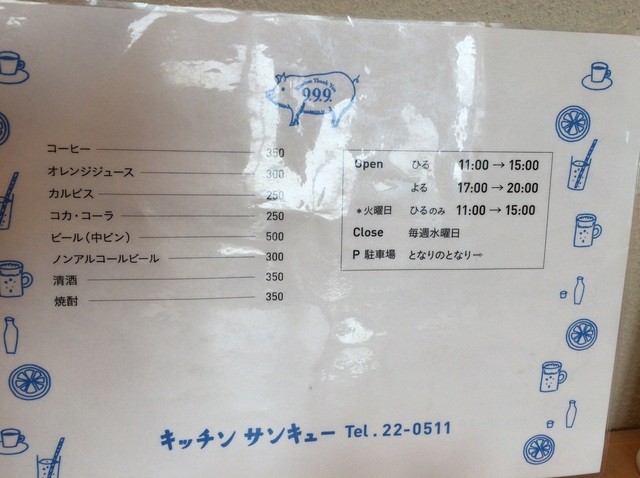 Thank You
9.9.9.
コーヒー 350
オレンジジュース 300
カルピス 250
コカ・コーラ 250
ビール(中ビン) 500
ノンアルコールビール 300
清酒 350
焼酎 350
Open ひる 11:00 → 15:00
よる 17:00 → 20:00
*火曜日 ひるのみ 11:00 → 15:00
Close 毎週水曜日
P 駐車場 となりのとなり→
キッチン サンキュー Tel. 22-0511